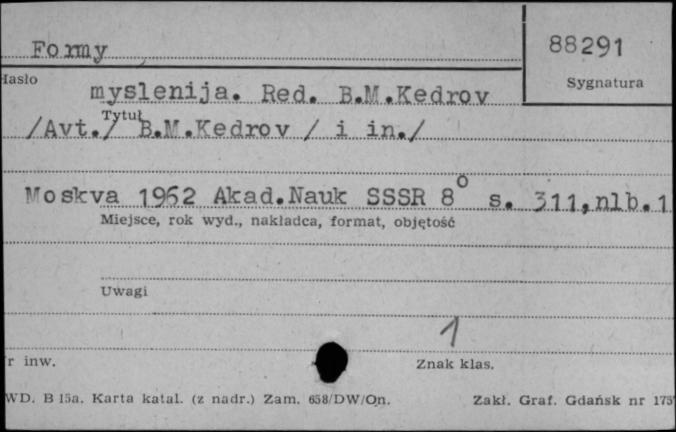 Formy
88291
Hasło
Sygnatura
myslenija. Red. B.M.Kedrov
Tytuł
/Avt./ B.M.Kedrov / i in./
Moskva 1962 Akad.Nauk SSSR 8° s. 311,nlb.1
Miejsce, rok wyd., nakładca, format, objętość
Uwagi
1
r inw.
Znak klas.
WD. B 15a. Karta katal. (z nadr.) Zam. 658/DW/On.
Zakł. Graf. Gdańsk nr 175